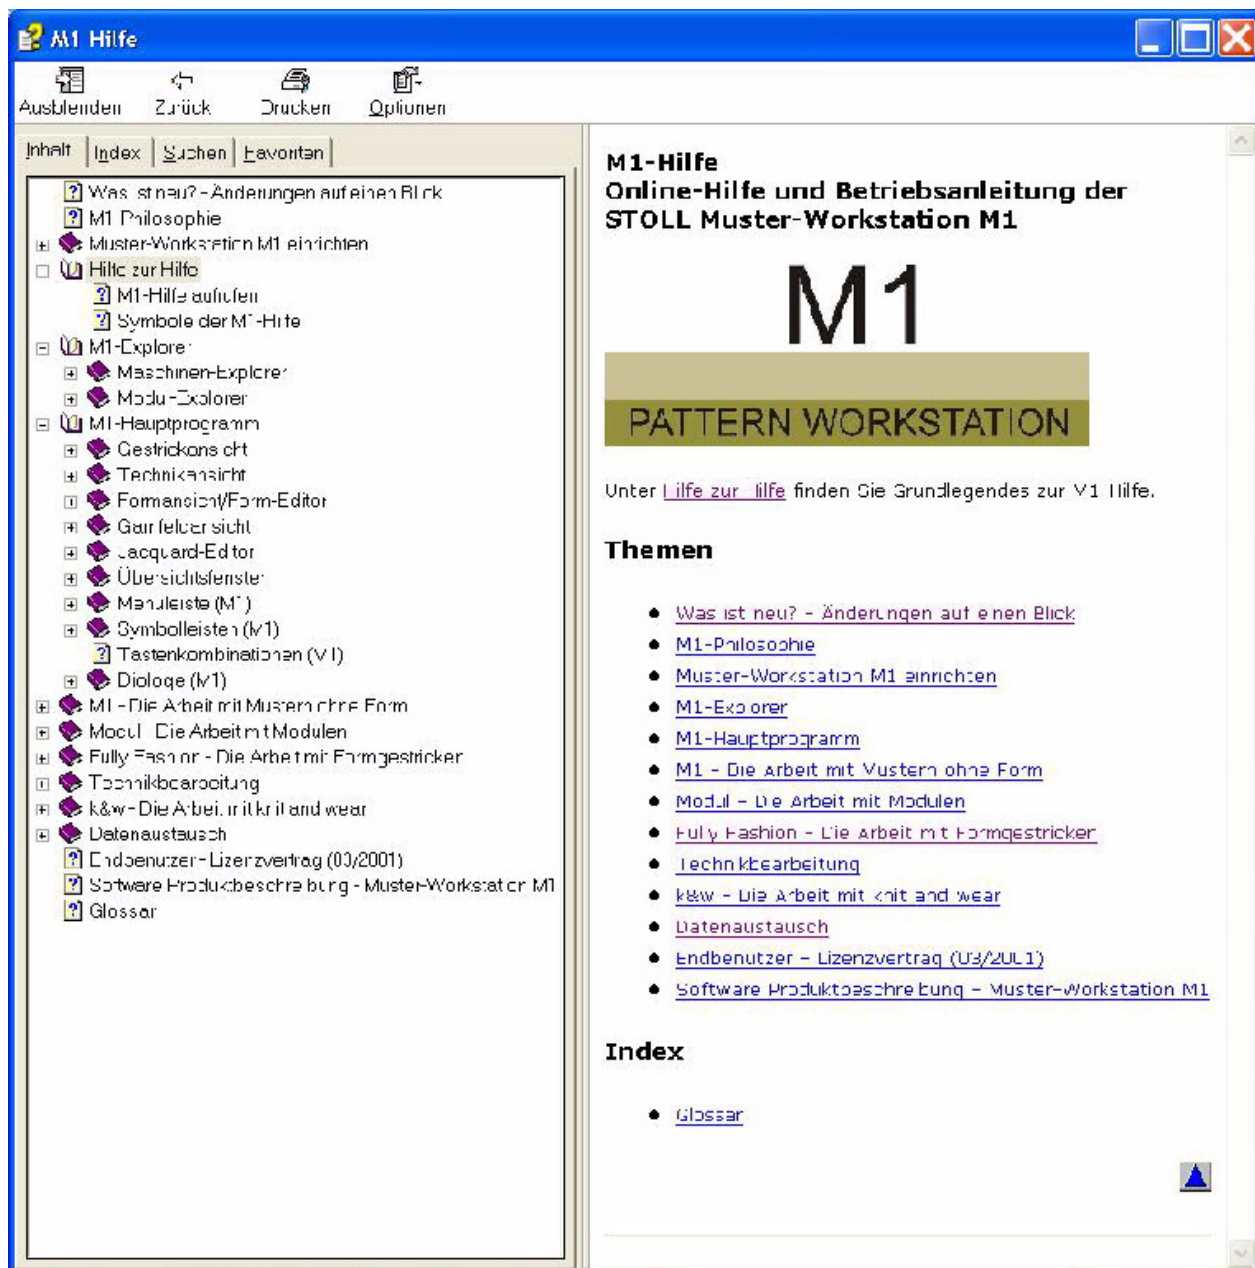 M1 Hilfe
Ausblenden Zurück Drucken Optionen
Inhalt Index Suchen Favoriten
Was ist neu? - Änderungen auf einen Blick
M1 Philosophie
Muster-Workstation M1 einrichten
Hilfe zur Hilfe
M1-Hilfe aufrufen
Symbole der M1-Hilfe
M1-Explorer
Maschinen-Explorer
Modul-Explorer
M1-Hauptprogramm
Gestrickansicht
Technikansicht
Formansicht/Form-Editor
Garnfeldansicht
Jacquard-Editor
Übersichtsfenster
Menüleiste (M1)
Symbolleisten (M1)
Tastenkombinationen (M1)
Dialoge (M1)
M1 - Die Arbeit mit Mustern ohne Form
Modul - Die Arbeit mit Modulen
Fully Fashion - Die Arbeit mit Formgestricken
Technikbearbeitung
k&w - Die Arbeit mit knit and wear
Datenaustausch
Endbenutzer - Lizenzvertrag (03/2001)
Software Produktbeschreibung - Muster-Workstation M1
Glossar
M1-Hilfe
Online-Hilfe und Betriebsanleitung der
STOLL Muster-Workstation M1
M1
PATTERN WORKSTATION
Unter Hilfe zur Hilfe finden Sie Grundlegendes zur M1 Hilfe.
Themen
Was ist neu? - Änderungen auf einen Blick
M1-Philosophie
Muster-Workstation M1 einrichten
M1-Explorer
M1-Hauptprogramm
M1 - Die Arbeit mit Mustern ohne Form
Modul - Die Arbeit mit Modulen
Fully Fashion - Die Arbeit mit Formgestricken
Technikbearbeitung
k&w - Die Arbeit mit knit and wear
Datenaustausch
Endbenutzer - Lizenzvertrag (03/2001)
Software Produktbeschreibung - Muster-Workstation M1
Index
Glossar